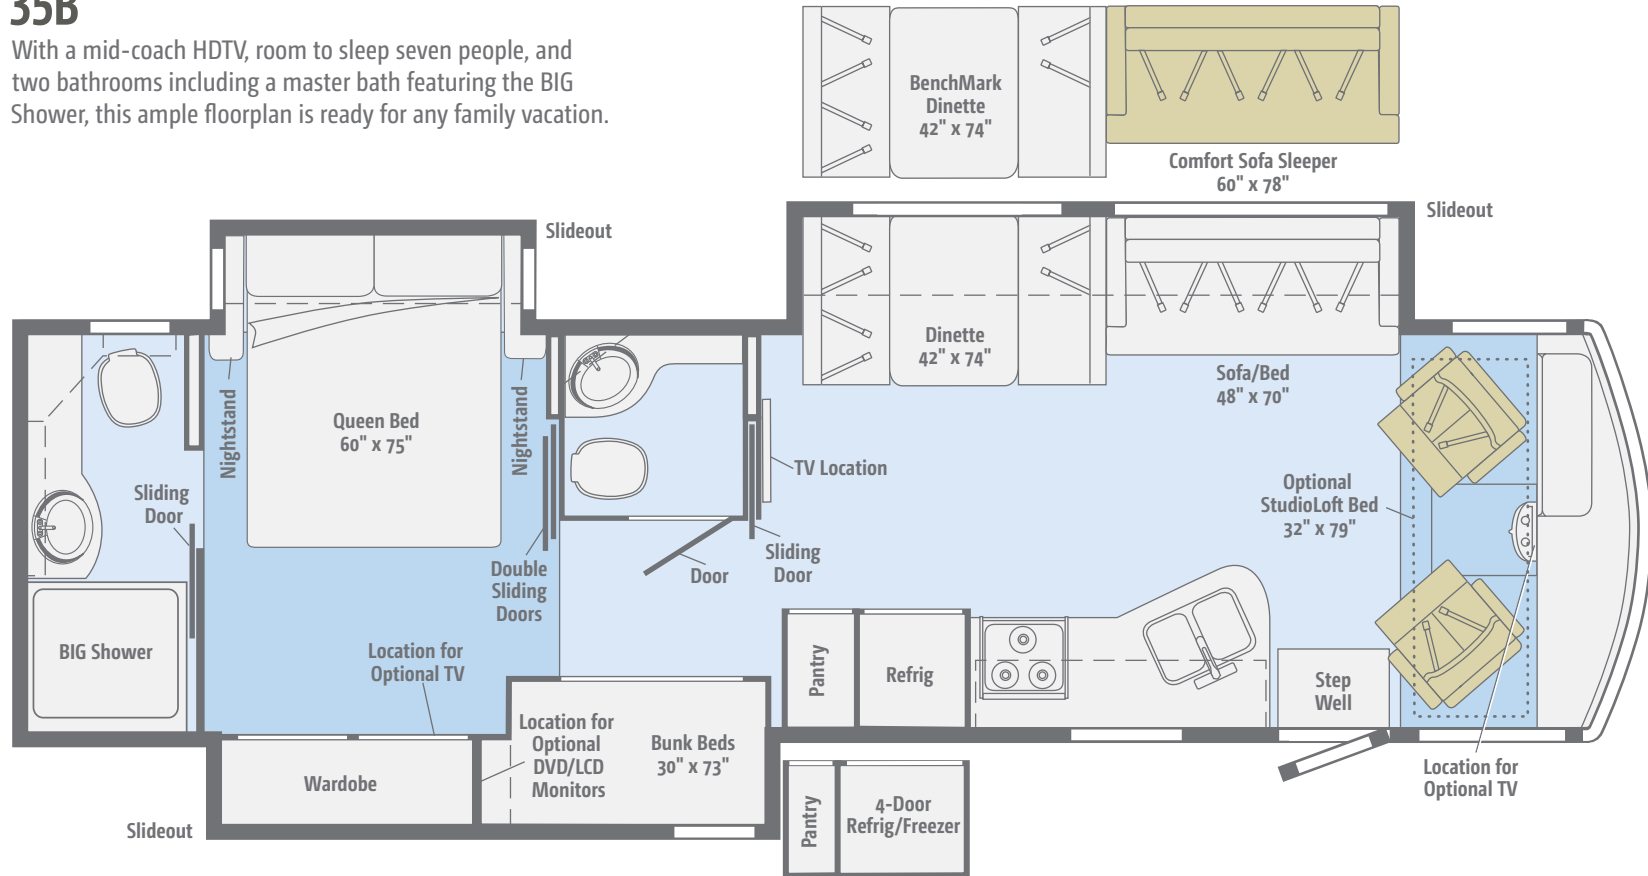 35B
With a mid-coach HDTV, room to sleep seven people, and
two bathrooms including a master bath featuring the BIG
Shower, this ample floorplan is ready for any family vacation.
BenchMark
Dinette
42" x 74"
Comfort Sofa Sleeper
60" x 78"
Slideout
Slideout
Dinette
42" x 74"
Sofa/Bed
48" x 70"
Nightstand
Queen Bed
60" x 75"
Nightstand
TV Location
Sliding
Door
Optional
StudioLoft Bed
32" x 79"
Double
Sliding
Doors
Door
Sliding
Door
BIG Shower
Location for
Optional TV
Pantry
Refrig
Step
Well
Location for
Optional
DVD/LCD
Monitors
Bunk Beds
30" x 73"
Wardobe
Location for
Optional TV
Pantry
4-Door
Refrig/Freezer
Slideout